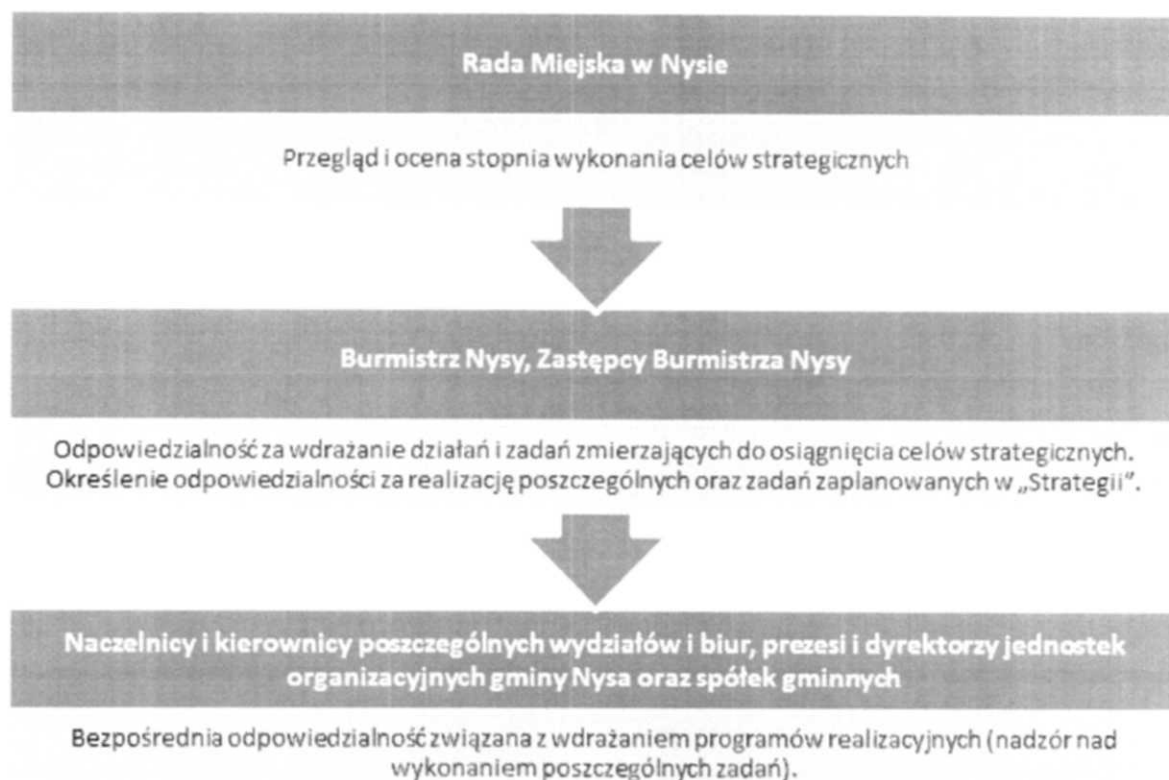 Rada Miejska w Nysie
Przegląd i ocena stopnia wykonania celów strategicznych
Burmistrz Nysy, Zastępcy Burmistrza Nysy
Odpowiedzialność za wdrażanie działań i zadań zmierzających do osiągnięcia celów strategicznych.
Określenie odpowiedzialności za realizację poszczególnych oraz zadań zaplanowanych w „Strategii”.
Naczelnicy i kierownicy poszczególnych wydziałów i biur, prezesi i dyrektorzy jednostek
organizacyjnych gminy Nysa oraz spółek gminnych
Bezpośrednia odpowiedzialność związana z wdrażaniem programów realizacyjnych (nadzór nad
wykonaniem poszczególnych zadań).